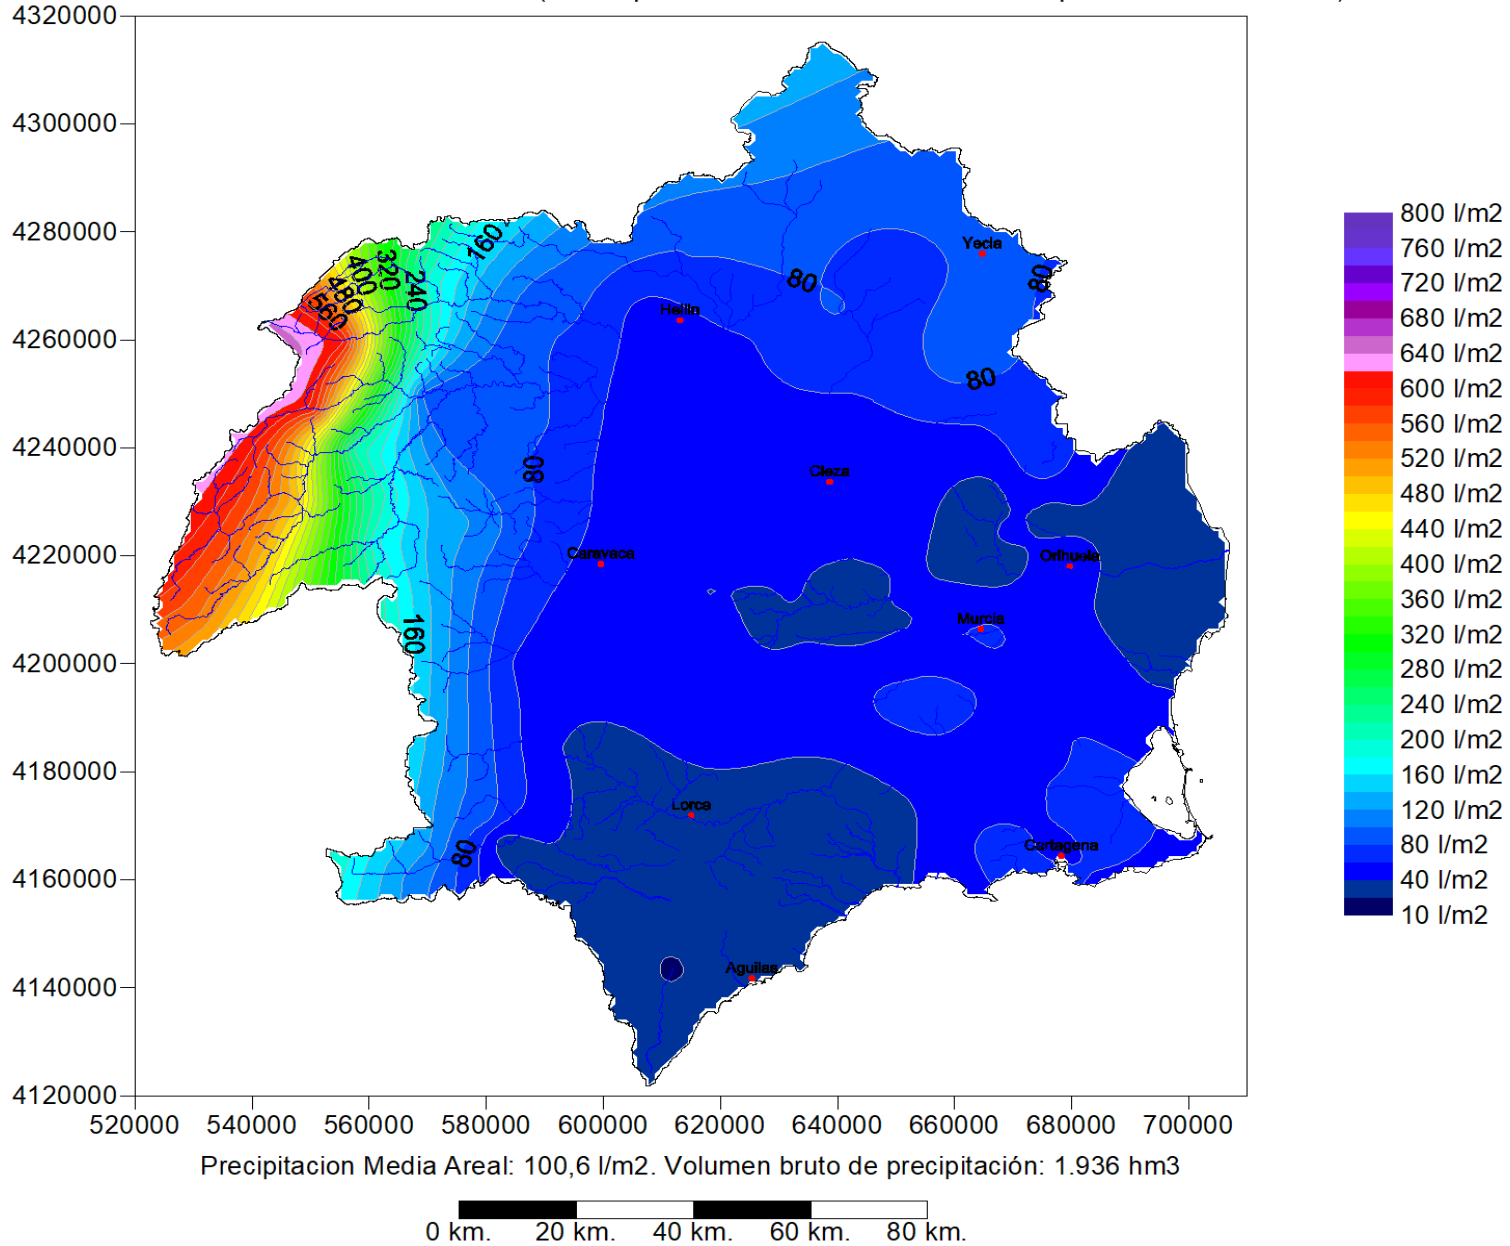 4320000
4300000
4280000
4260000
4240000
4220000
4200000
4180000
4160000
4140000
4120000
520000 540000 560000 580000 600000 620000 640000 660000 680000 700000
160
320
400
240
480
560
80
80
80
80
160
80
Yecla
Hellin
Cieza
Caravaca
Orihuela
Murcia
Lorca
Cartagena
Aguilas
800 l/m2
760 l/m2
720 l/m2
680 l/m2
640 l/m2
600 l/m2
560 l/m2
520 l/m2
480 l/m2
440 l/m2
400 l/m2
360 l/m2
320 l/m2
280 l/m2
240 l/m2
200 l/m2
160 l/m2
120 l/m2
80 l/m2
40 l/m2
10 l/m2
Precipitacion Media Areal: 100,6 l/m2. Volumen bruto de precipitación: 1.936 hm3
0 km. 20 km. 40 km. 60 km. 80 km.